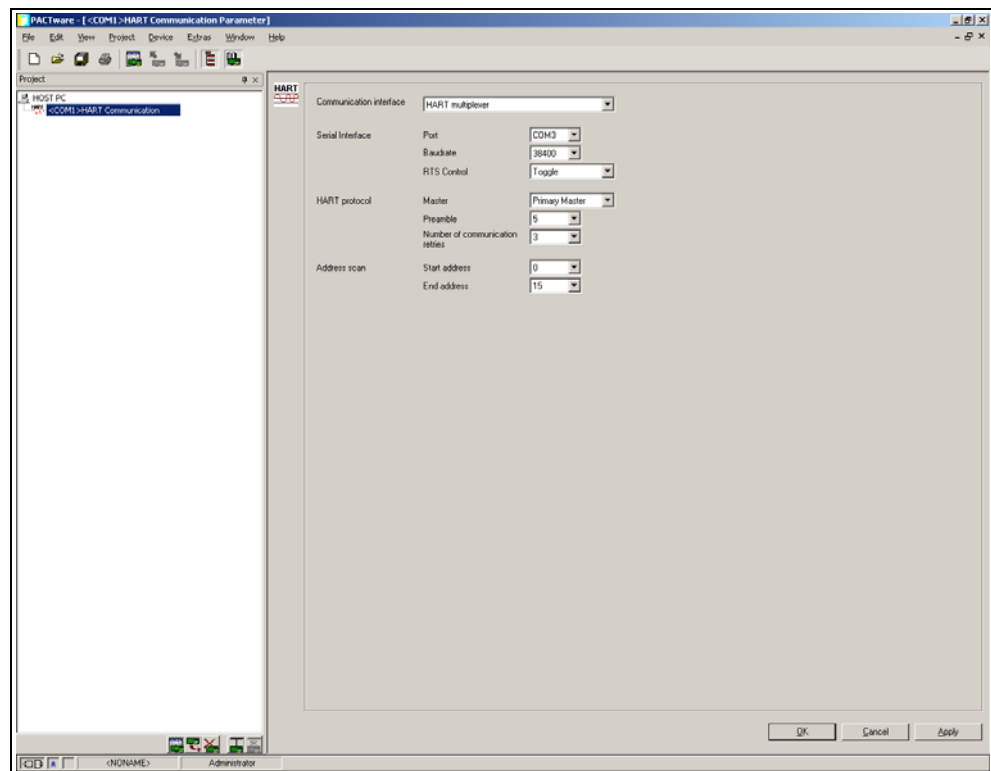 PACTware - [<COM1>HART Communication Parameter]
File Edit View Project Device Extras Window Help
Project
HOST PC
<COM1>HART Communication
HART
Communication interface HART multiplexer
Serial Interface Port COM3
Baudrate 38400
RTS Control Toggle
HART protocol Master Primary Master
Preamble 5
Number of communication retries 3
Address scan Start address 0
End address 15
OK Cancel Apply
<NONAME> Administrator